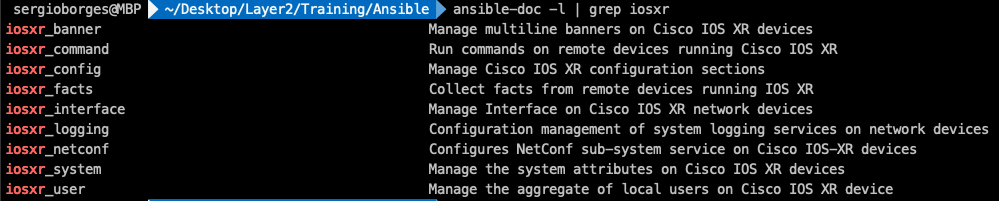 sergioborges@MBP ~/Desktop/Layer2/Training/Ansible ansible-doc -l | grep iosxr
iosxr_banner Manage multiline banners on Cisco IOS XR devices
iosxr_command Run commands on remote devices running Cisco IOS XR
iosxr_config Manage Cisco IOS XR configuration sections
iosxr_facts Collect facts from remote devices running IOS XR
iosxr_interface Manage Interface on Cisco IOS XR network devices
iosxr_logging Configuration management of system logging services on network devices
iosxr_netconf Configures NetConf sub-system service on Cisco IOS-XR devices
iosxr_system Manage the system attributes on Cisco IOS XR devices
iosxr_user Manage the aggregate of local users on Cisco IOS XR device